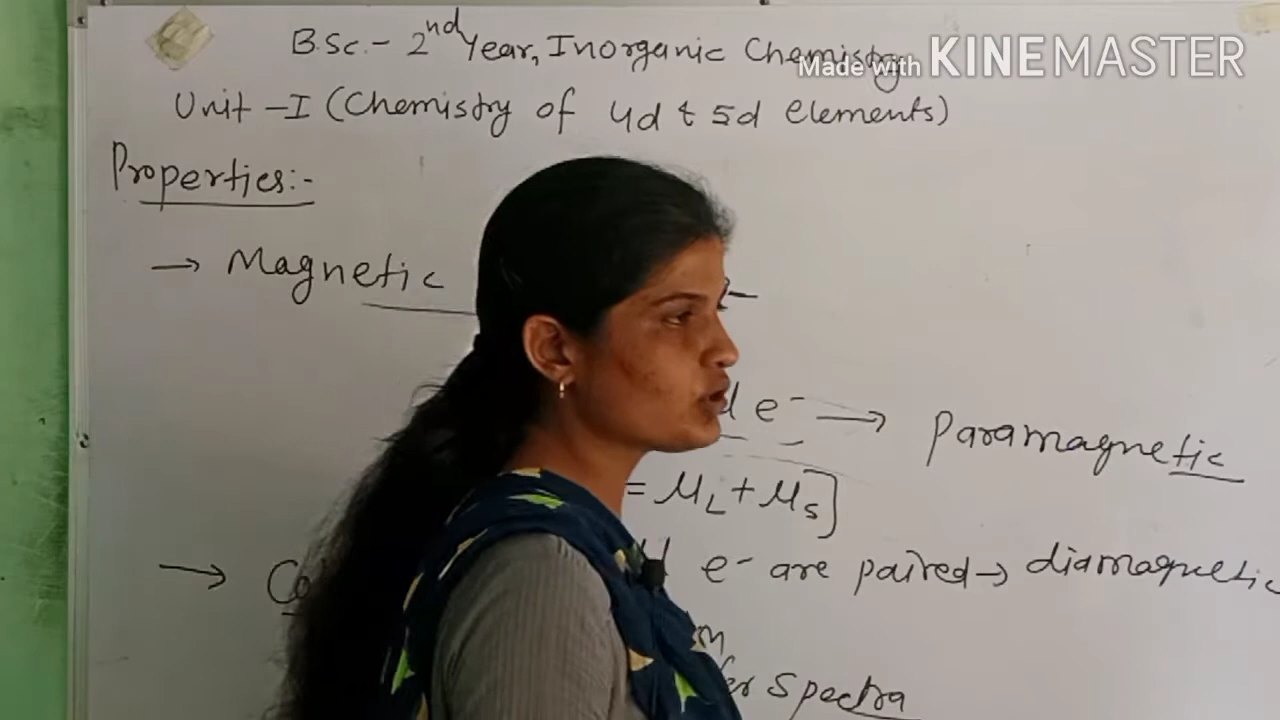 B.Sc.- 2nd Year, Inorganic Chemistry
Made with KINEMASTER
Unit -I (Chemistry of 4d & 5d elements)
Properties:-
→ Magnetic
e⁻ → Paramagnetic
= μL + μS]
→ e⁻ are paired → diamagnetic
Spectra